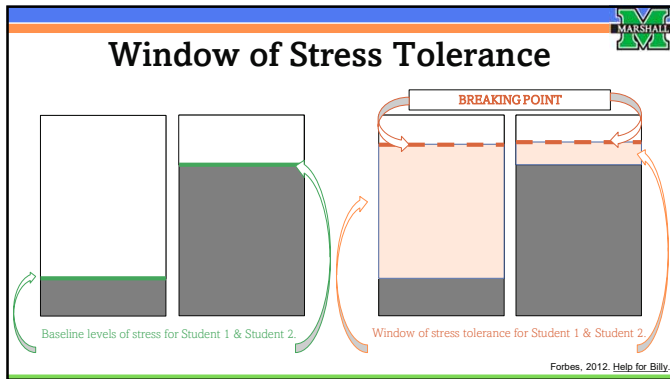 MARSHALL
Window of Stress Tolerance
BREAKING POINT
Baseline levels of stress for Student 1 & Student 2.
Window of stress tolerance for Student 1 & Student 2.
Forbes, 2012. Help for Billy.